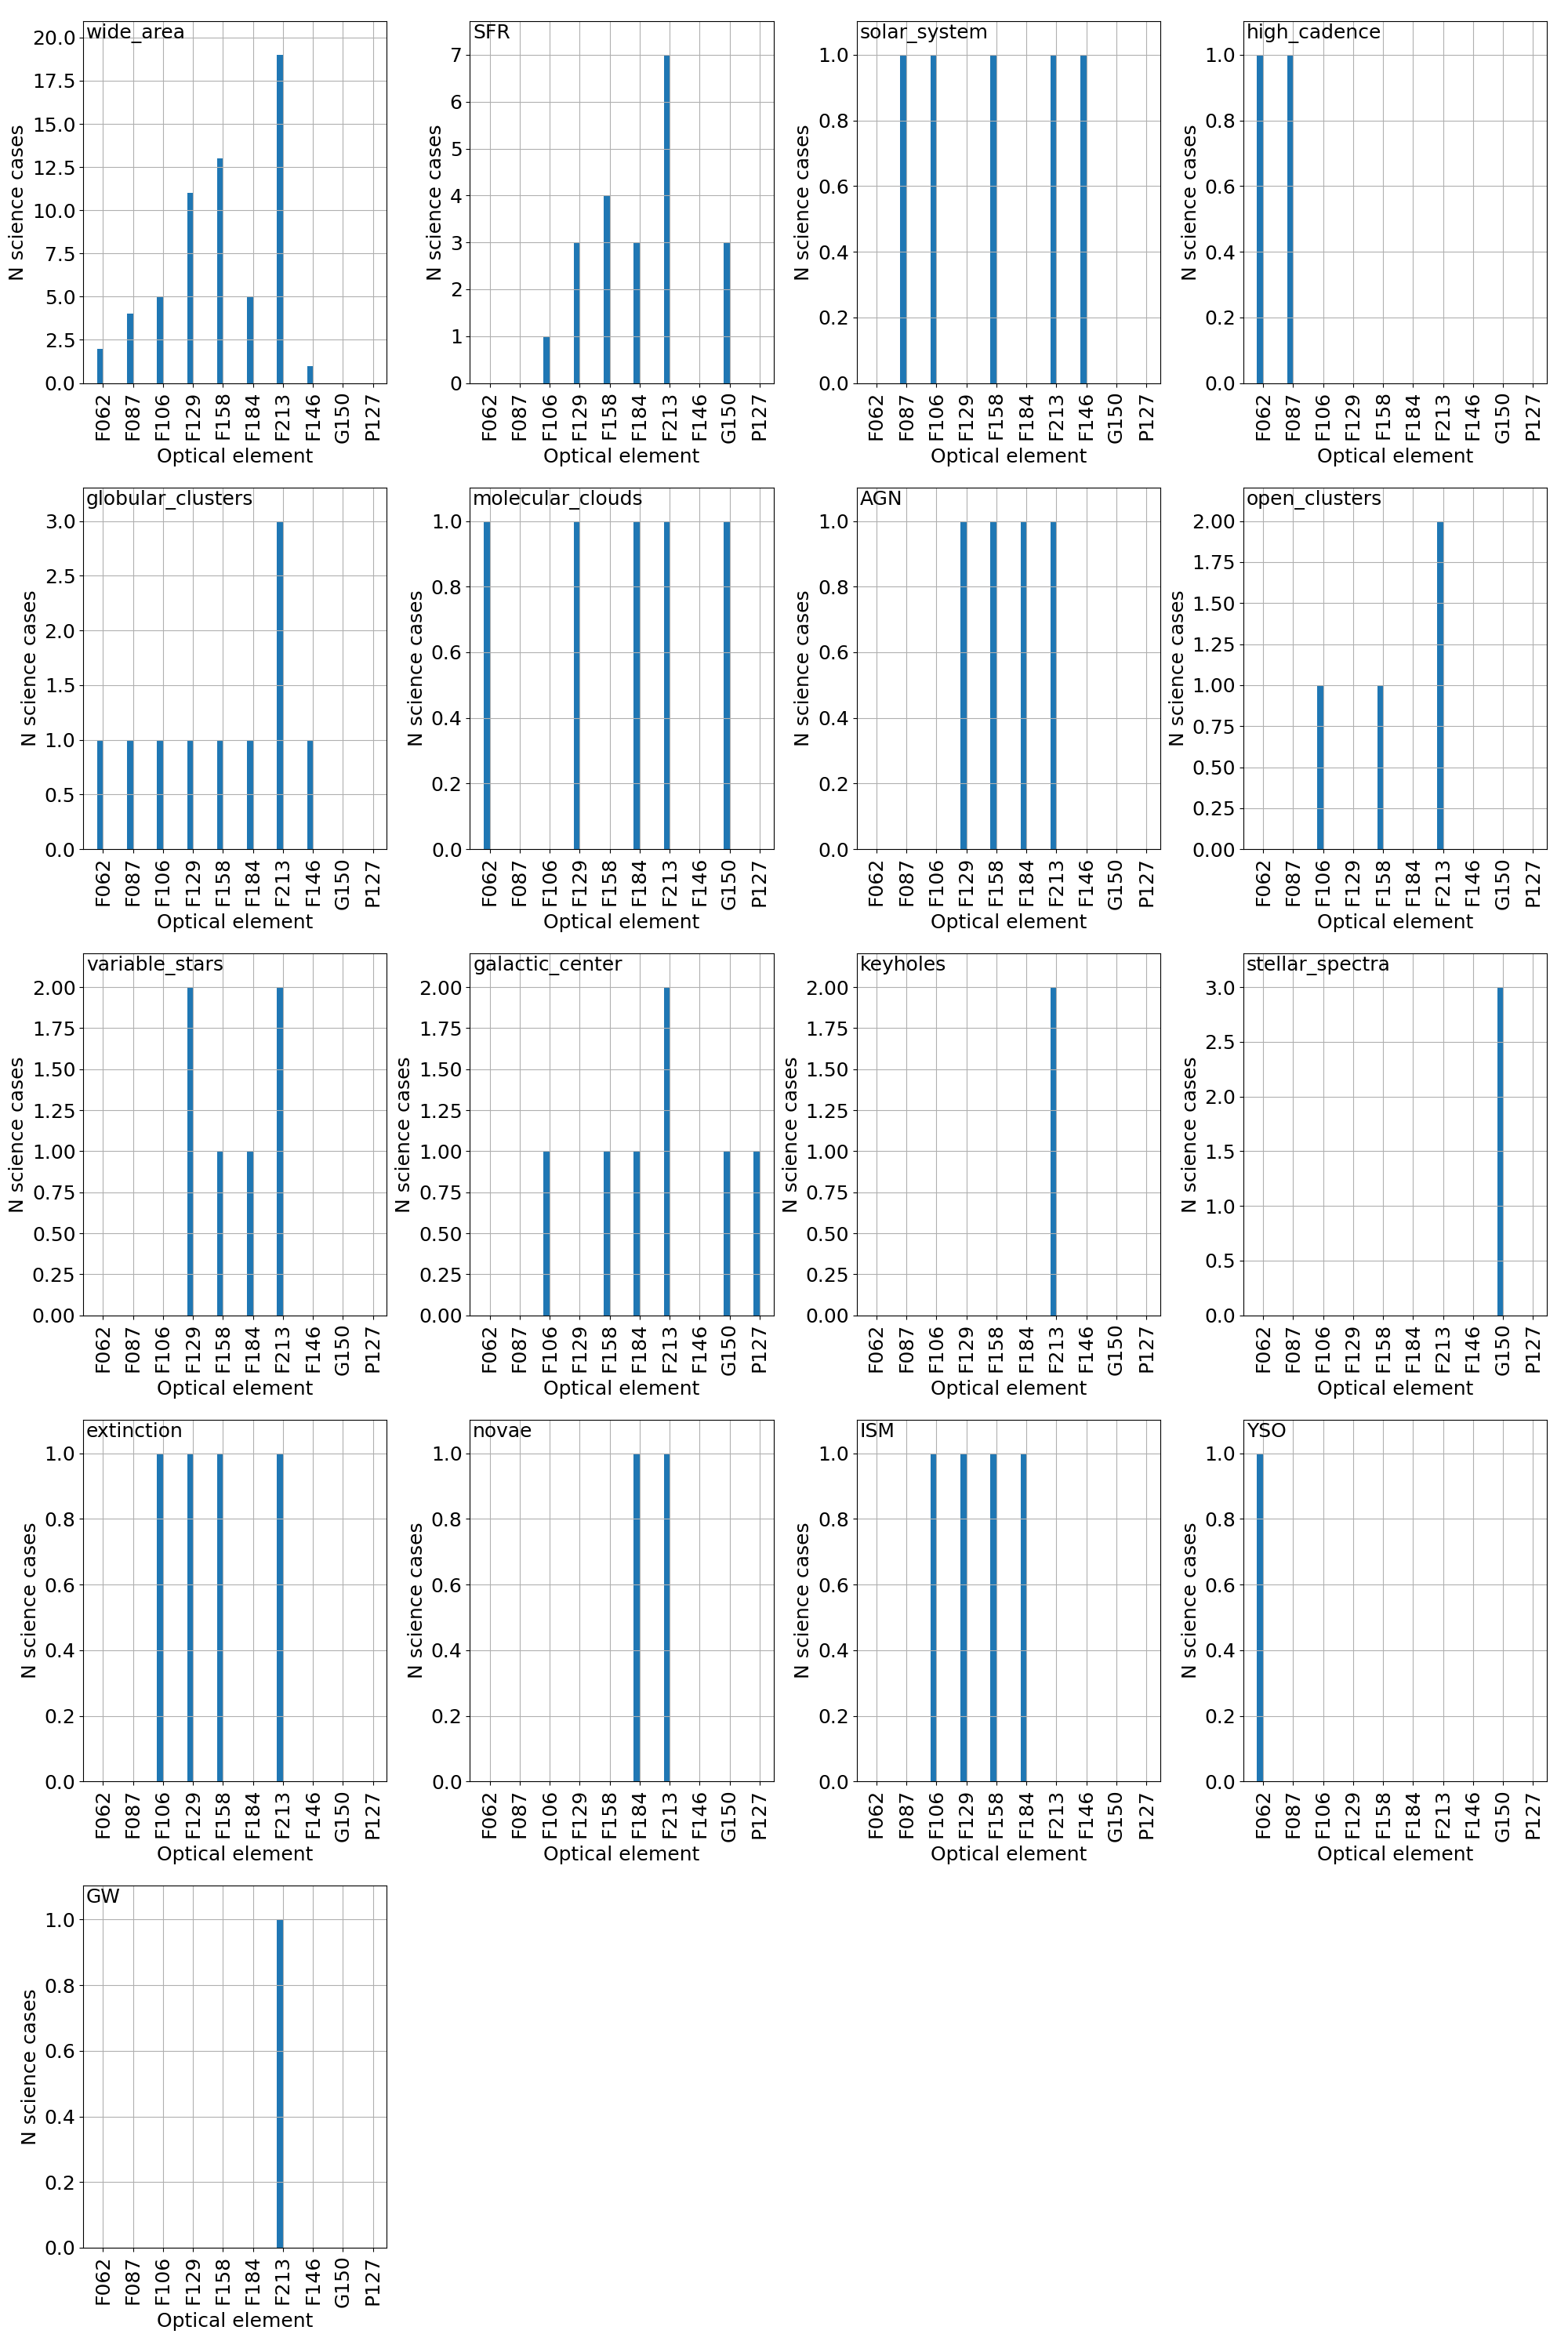 wide_area
N science cases
20.0
17.5
15.0
12.5
10.0
7.5
5.0
2.5
0.0
F062 F087 F106 F129 F158 F184 F213 F146 G150 P127
Optical element
SFR
N science cases
7
6
5
4
3
2
1
0
F062 F087 F106 F129 F158 F184 F213 F146 G150 P127
Optical element
solar_system
N science cases
1.0
0.8
0.6
0.4
0.2
0.0
F062 F087 F106 F129 F158 F184 F213 F146 G150 P127
Optical element
high_cadence
N science cases
1.0
0.8
0.6
0.4
0.2
0.0
F062 F087 F106 F129 F158 F184 F213 F146 G150 P127
Optical element
globular_clusters
N science cases
3.0
2.5
2.0
1.5
1.0
0.5
0.0
F062 F087 F106 F129 F158 F184 F213 F146 G150 P127
Optical element
molecular_clouds
N science cases
1.0
0.8
0.6
0.4
0.2
0.0
F062 F087 F106 F129 F158 F184 F213 F146 G150 P127
Optical element
AGN
N science cases
1.0
0.8
0.6
0.4
0.2
0.0
F062 F087 F106 F129 F158 F184 F213 F146 G150 P127
Optical element
open_clusters
N science cases
2.00
1.75
1.50
1.25
1.00
0.75
0.50
0.25
0.00
F062 F087 F106 F129 F158 F184 F213 F146 G150 P127
Optical element
variable_stars
N science cases
2.00
1.75
1.50
1.25
1.00
0.75
0.50
0.25
0.00
F062 F087 F106 F129 F158 F184 F213 F146 G150 P127
Optical element
galactic_center
N science cases
2.00
1.75
1.50
1.25
1.00
0.75
0.50
0.25
0.00
F062 F087 F106 F129 F158 F184 F213 F146 G150 P127
Optical element
keyholes
N science cases
2.00
1.75
1.50
1.25
1.00
0.75
0.50
0.25
0.00
F062 F087 F106 F129 F158 F184 F213 F146 G150 P127
Optical element
stellar_spectra
N science cases
3.0
2.5
2.0
1.5
1.0
0.5
0.0
F062 F087 F106 F129 F158 F184 F213 F146 G150 P127
Optical element
extinction
N science cases
1.0
0.8
0.6
0.4
0.2
0.0
F062 F087 F106 F129 F158 F184 F213 F146 G150 P127
Optical element
novae
N science cases
1.0
0.8
0.6
0.4
0.2
0.0
F062 F087 F106 F129 F158 F184 F213 F146 G150 P127
Optical element
ISM
N science cases
1.0
0.8
0.6
0.4
0.2
0.0
F062 F087 F106 F129 F158 F184 F213 F146 G150 P127
Optical element
YSO
N science cases
1.0
0.8
0.6
0.4
0.2
0.0
F062 F087 F106 F129 F158 F184 F213 F146 G150 P127
Optical element
GW
N science cases
1.0
0.8
0.6
0.4
0.2
0.0
F062 F087 F106 F129 F158 F184 F213 F146 G150 P127
Optical element